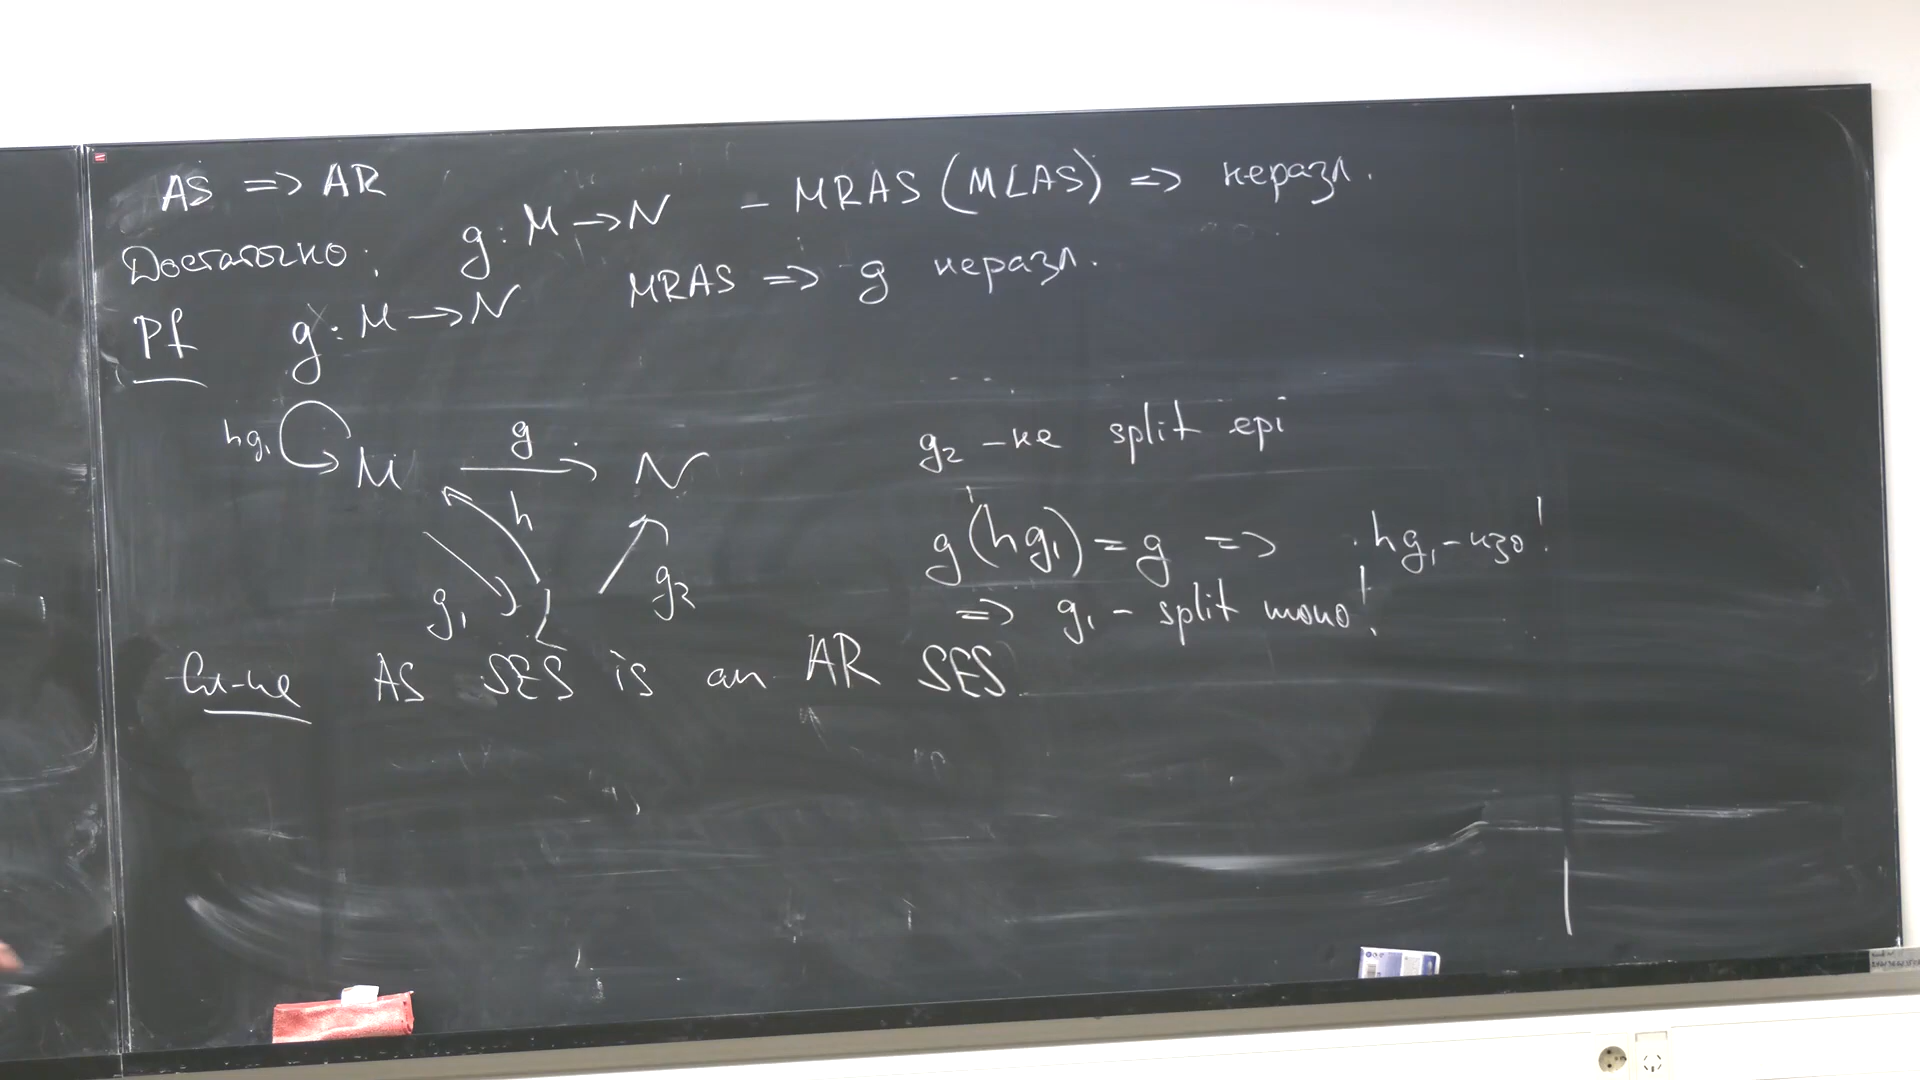 AS => AR
Достаточно: g: M → N – MRAS (MLAS) => неразл.
Pf g: M → N MRAS => g неразл.
hg₁ M g N g₂ – не split epi
h g(hg₁) = g => hg₁ – изо!
g₁ L g₂ => g₁ – split mono!
Сл-ие AS SES is an AR SES